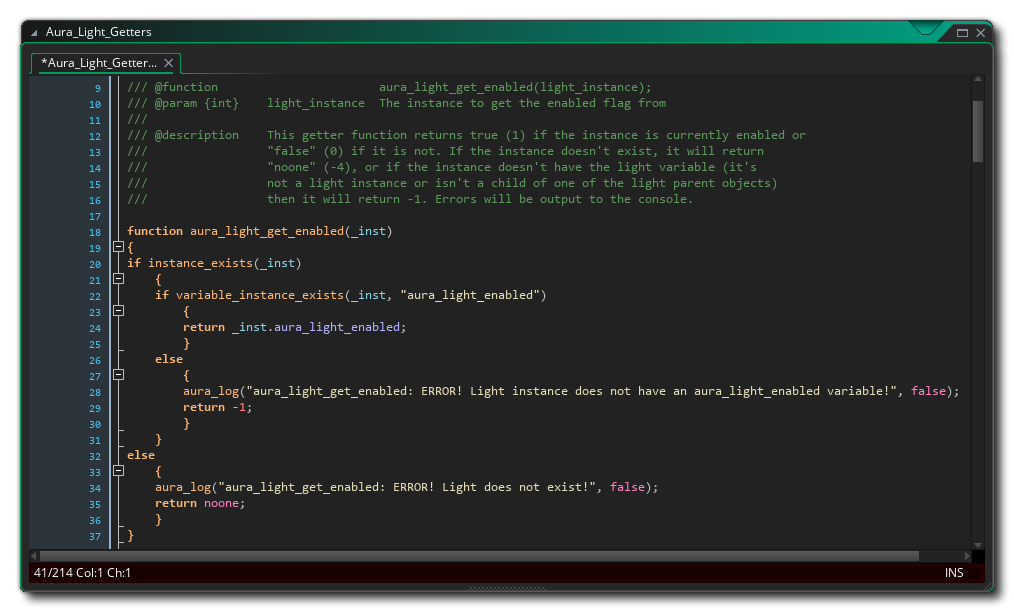 Aura_Light_Getters
*Aura_Light_Getter...
9 /// @function aura_light_get_enabled(light_instance);
10 /// @param {int} light_instance The instance to get the enabled flag from
11 ///
12 /// @description This getter function returns true (1) if the instance is currently enabled or
13 /// "false" (0) if it is not. If the instance doesn't exist, it will return
14 /// "noone" (-4), or if the instance doesn't have the light variable (it's
15 /// not a light instance or isn't a child of one of the light parent objects)
16 /// then it will return -1. Errors will be output to the console.
17
18 function aura_light_get_enabled(_inst)
19 {
20 if instance_exists(_inst)
21 {
22 if variable_instance_exists(_inst, "aura_light_enabled")
23 {
24 return _inst.aura_light_enabled;
25 }
26 else
27 {
28 aura_log("aura_light_get_enabled: ERROR! Light instance does not have an aura_light_enabled variable!", false);
29 return -1;
30 }
31 }
32 else
33 {
34 aura_log("aura_light_get_enabled: ERROR! Light does not exist!", false);
35 return noone;
36 }
37 }
41/214 Col:1 Ch:1 INS